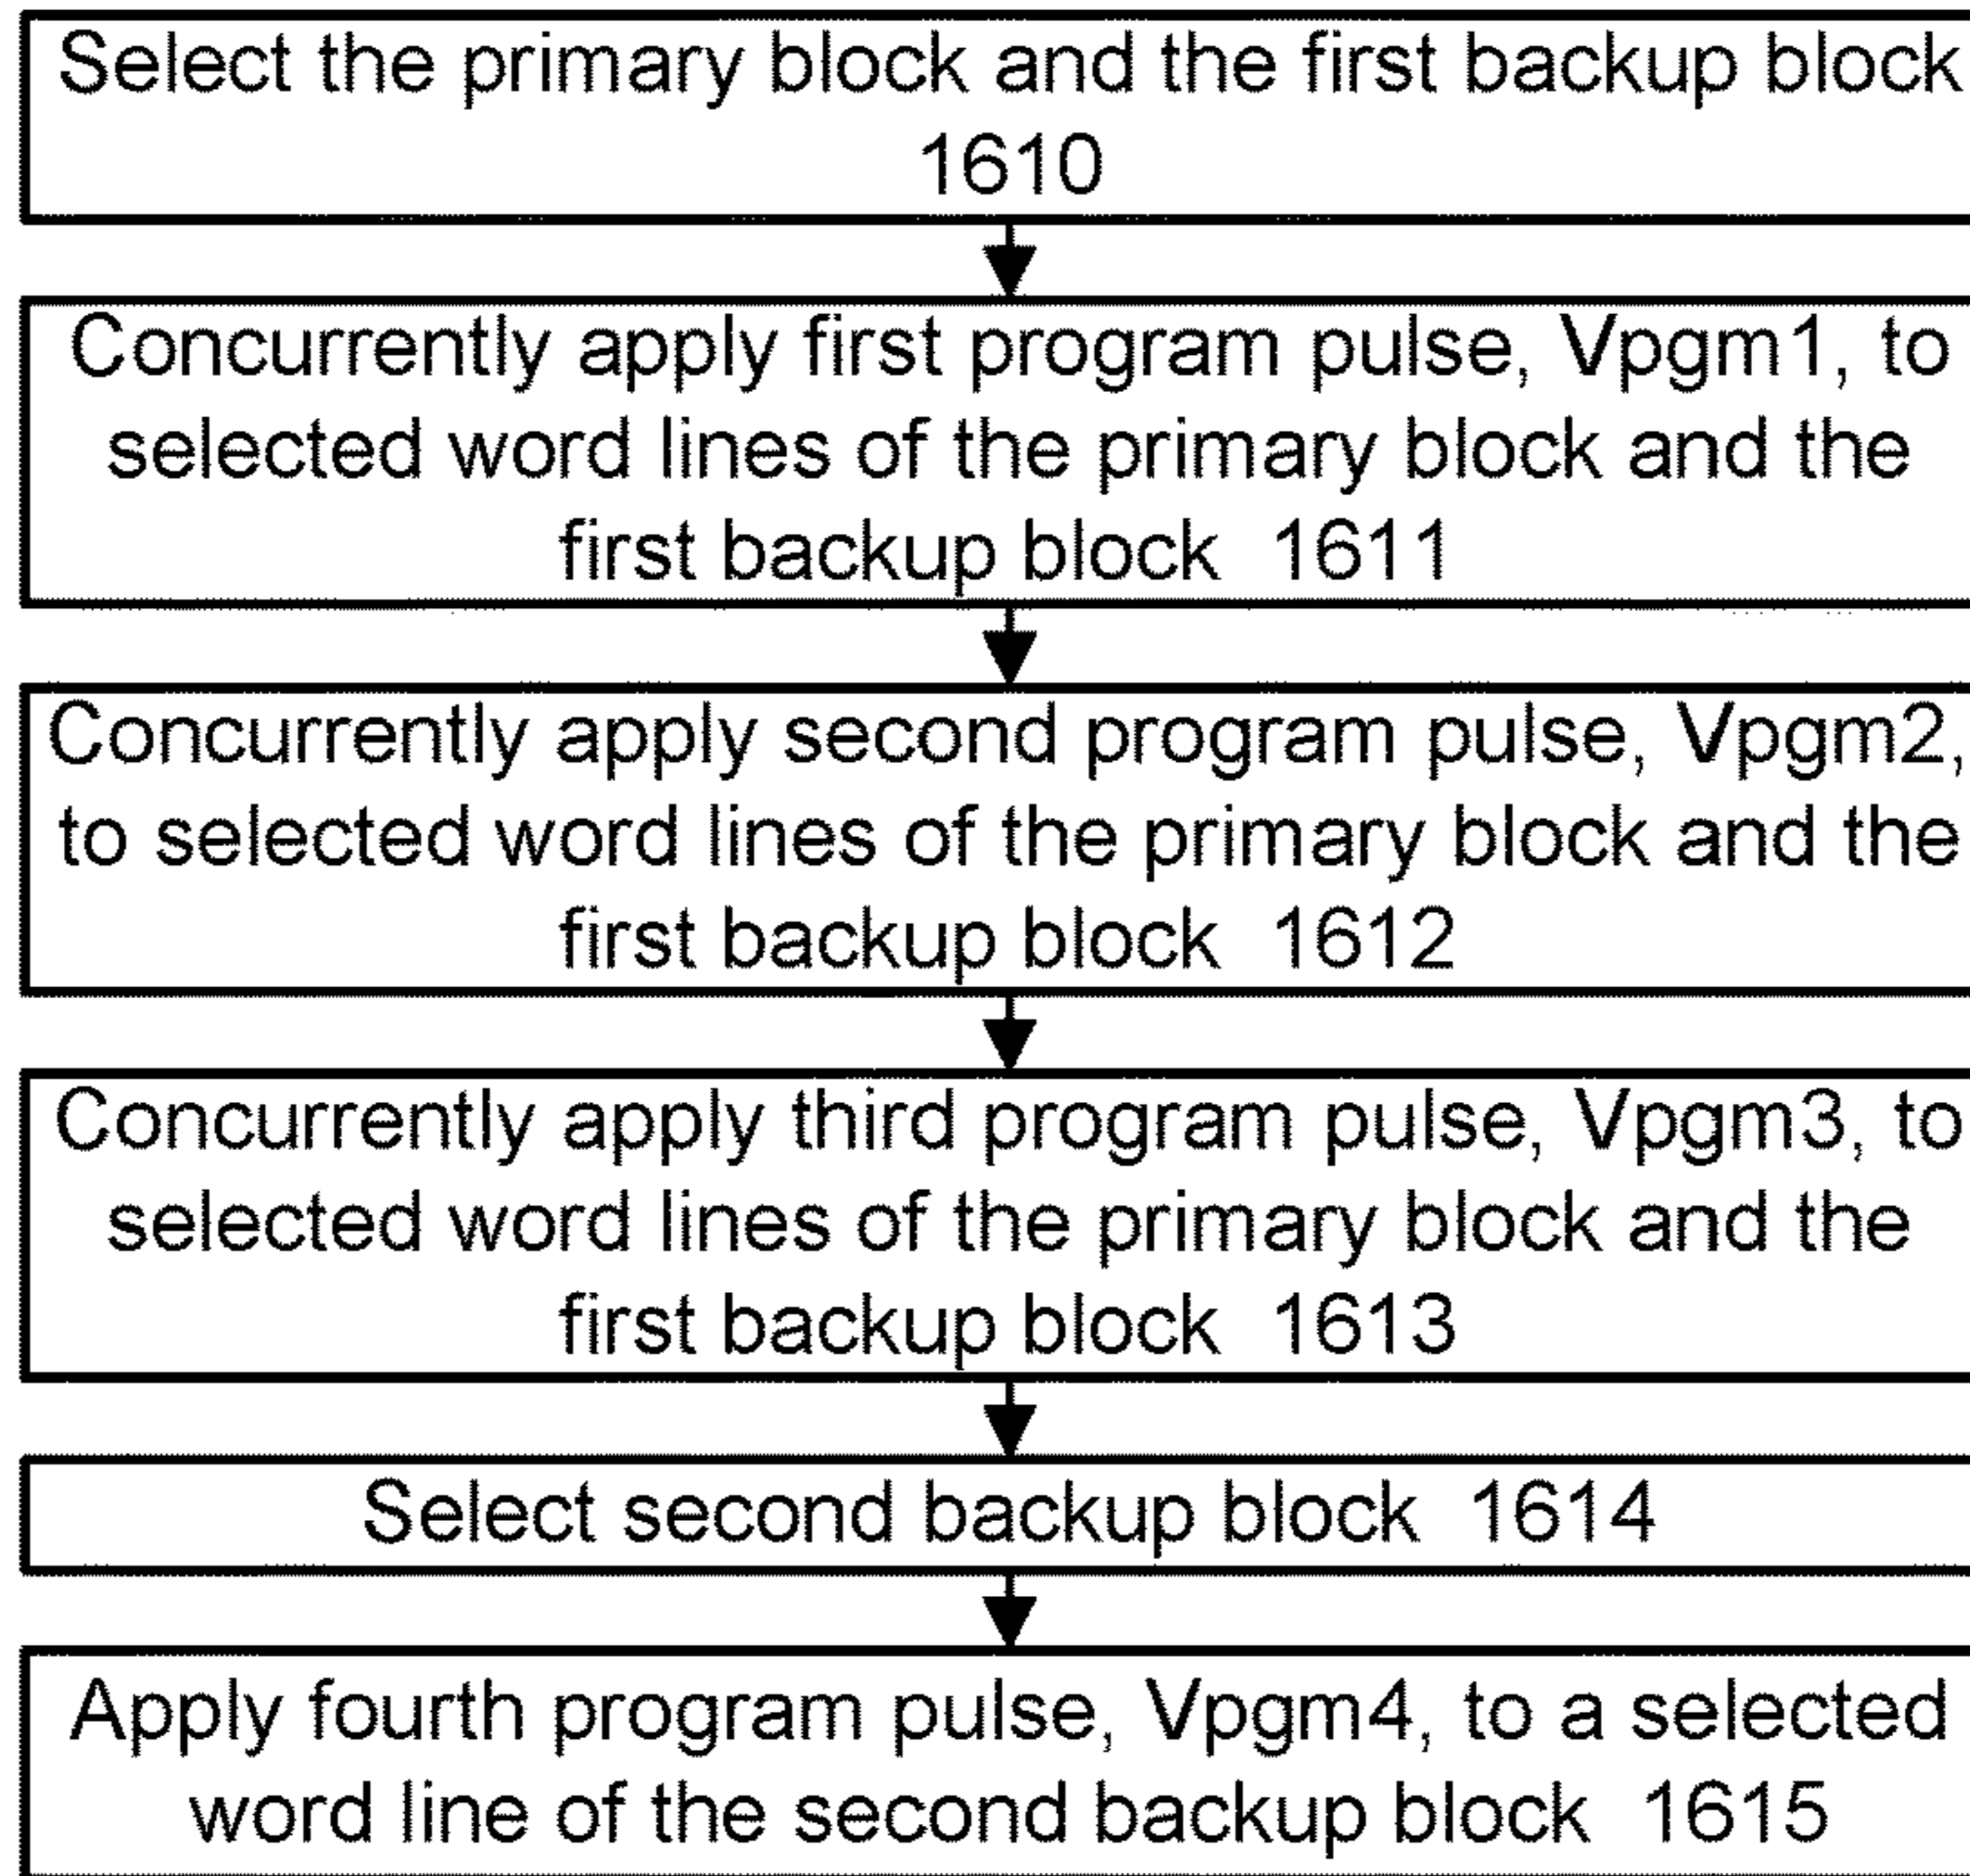 Select the primary block and the first backup block
1610
Concurrently apply first program pulse, Vpgm1, to
selected word lines of the primary block and the
first backup block 1611
Concurrently apply second program pulse, Vpgm2,
to selected word lines of the primary block and the
first backup block 1612
Concurrently apply third program pulse, Vpgm3, to
selected word lines of the primary block and the
first backup block 1613
Select second backup block 1614
Apply fourth program pulse, Vpgm4, to a selected
word line of the second backup block 1615